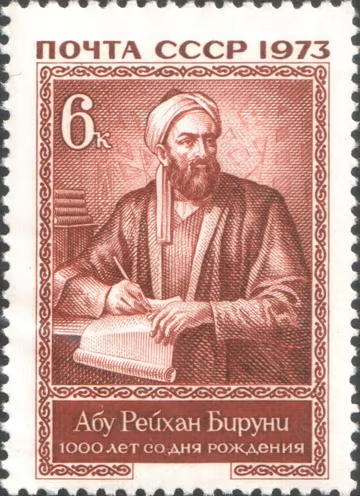 ПОЧТА СССР 1973
6к
Абу Рейхан Бируни
1000 ЛЕТ СО ДНЯ РОЖДЕНИЯ